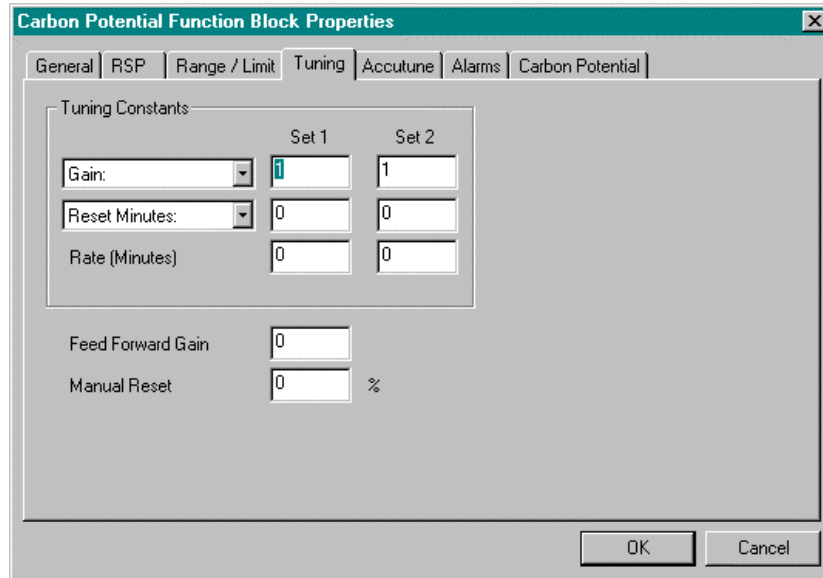 Carbon Potential Function Block Properties
General RSP Range / Limit Tuning Accutune Alarms Carbon Potential
Tuning Constants
Set 1 Set 2
Gain: 1 1
Reset Minutes: 0 0
Rate (Minutes) 0 0
Feed Forward Gain 0
Manual Reset 0 %
OK Cancel